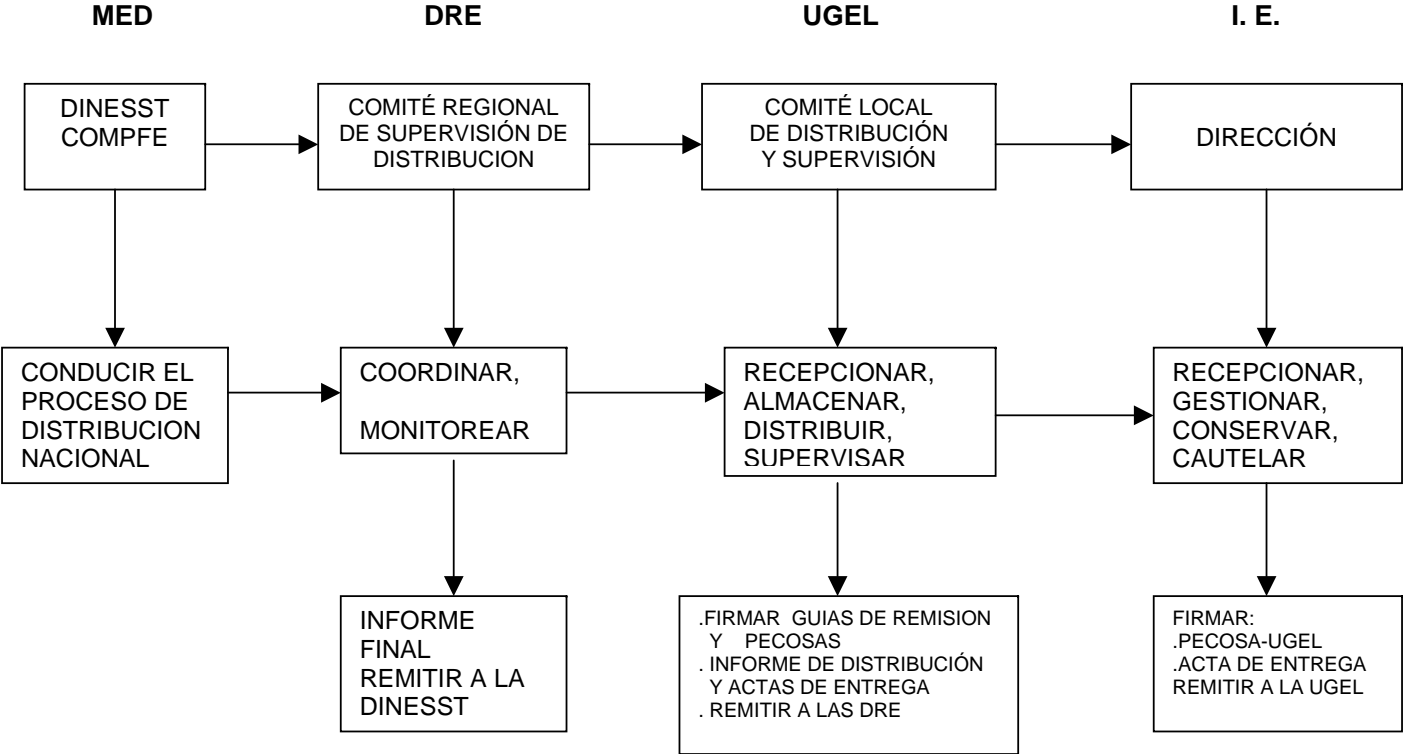 MED
DRE
UGEL
I. E.
DINESST
COMPFE
COMITÉ REGIONAL
DE SUPERVISIÓN DE
DISTRIBUCION
COMITÉ LOCAL
DE DISTRIBUCIÓN
Y SUPERVISIÓN
DIRECCIÓN
CONDUCIR EL
PROCESO DE
DISTRIBUCION
NACIONAL
COORDINAR,
MONITOREAR
RECEPCIONAR,
ALMACENAR,
DISTRIBUIR,
SUPERVISAR
RECEPCIONAR,
GESTIONAR,
CONSERVAR,
CAUTELAR
INFORME
FINAL
REMITIR A LA
DINESST
.FIRMAR GUIAS DE REMISION
Y PECOSAS
. INFORME DE DISTRIBUCIÓN
Y ACTAS DE ENTREGA
. REMITIR A LAS DRE
FIRMAR:
.PECOSA-UGEL
.ACTA DE ENTREGA
REMITIR A LA UGEL